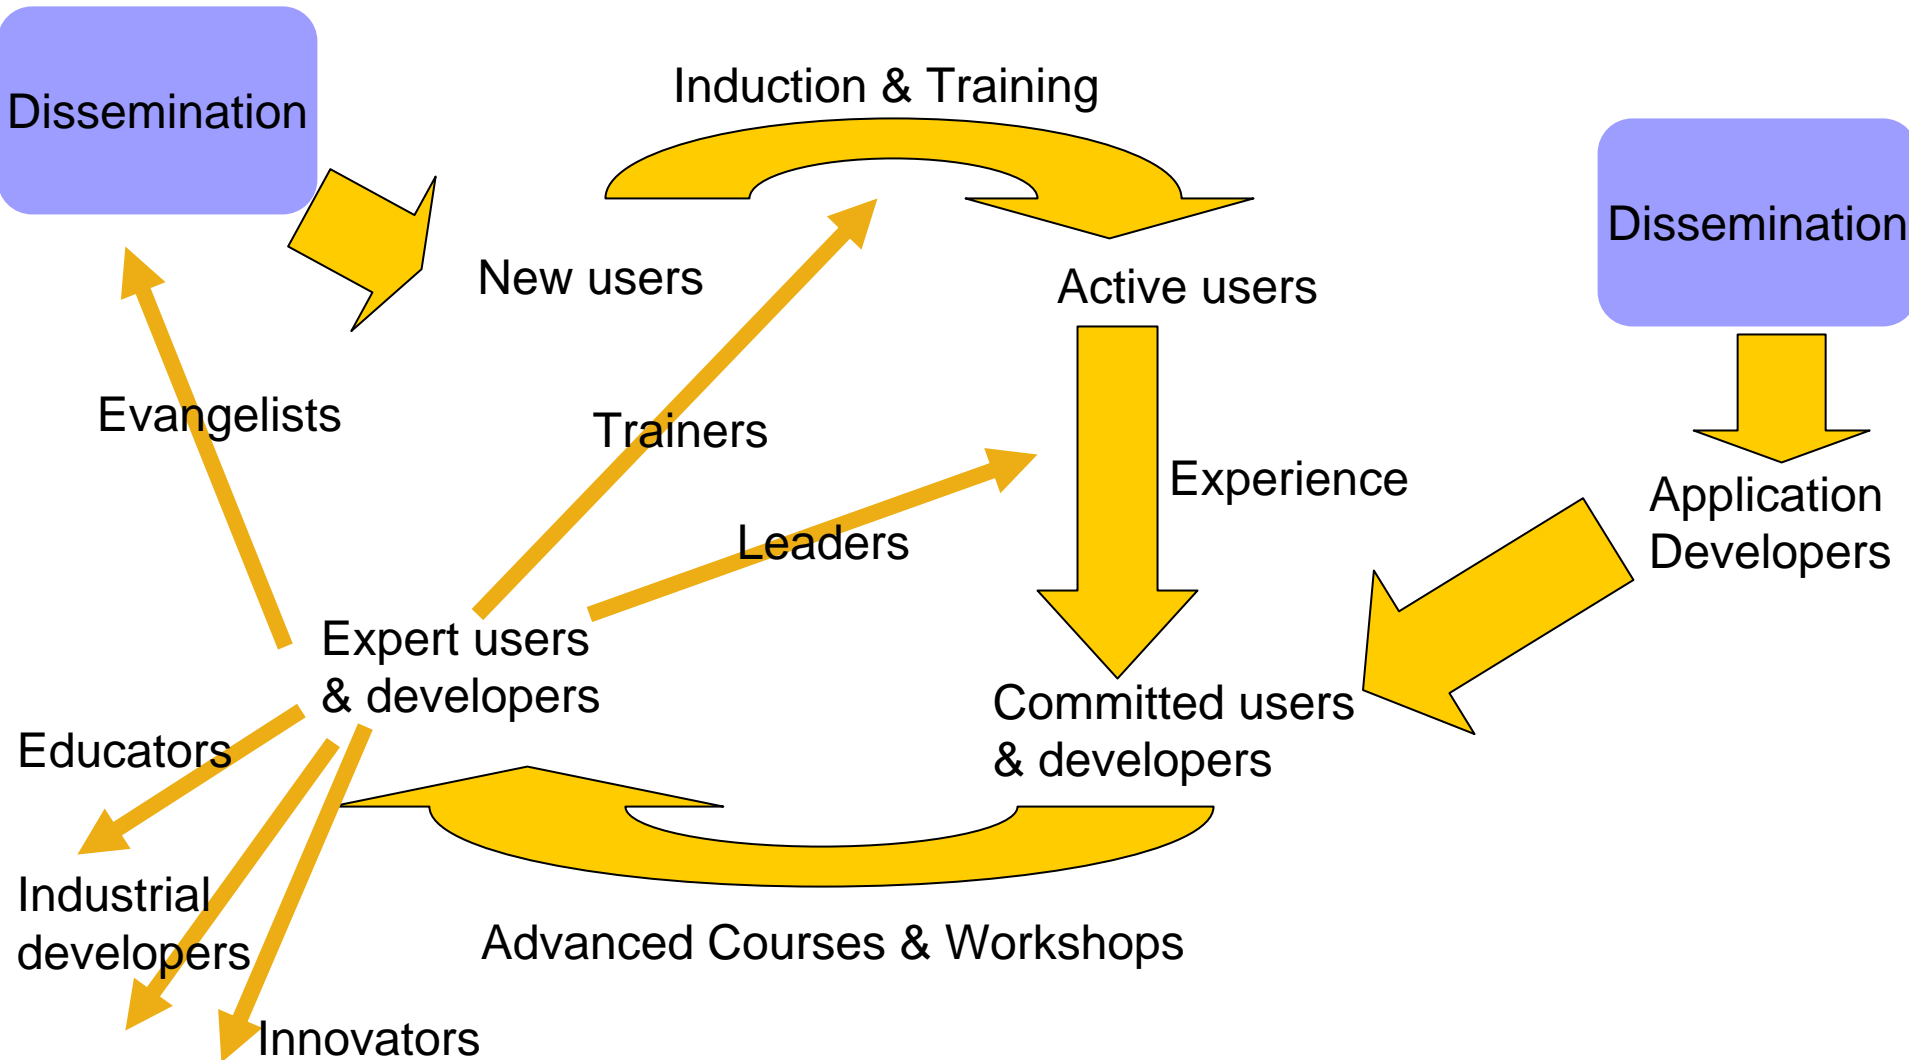 Dissemination
Induction & Training
Dissemination
New users
Active users
Evangelists
Trainers
Experience
Application
Developers
Leaders
Expert users
& developers
Committed users
& developers
Educators
Industrial
developers
Advanced Courses & Workshops
Innovators